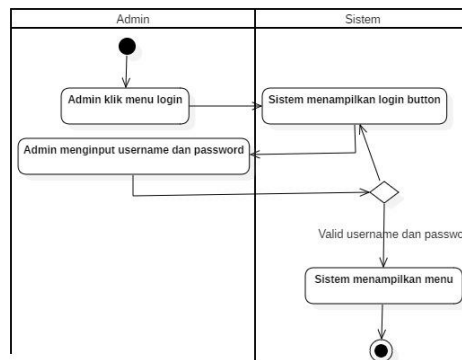 Admin
Sistem
Admin klik menu login
Sistem menampilkan login button
Admin menginput username dan password
Valid username dan passwo
Sistem menampilkan menu